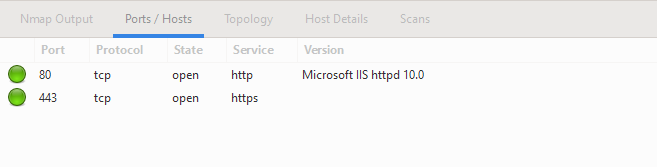 Nmap Output Ports / Hosts Topology Host Details Scans
Port Protocol State Service Version
80 tcp open http Microsoft IIS httpd 10.0
443 tcp open https